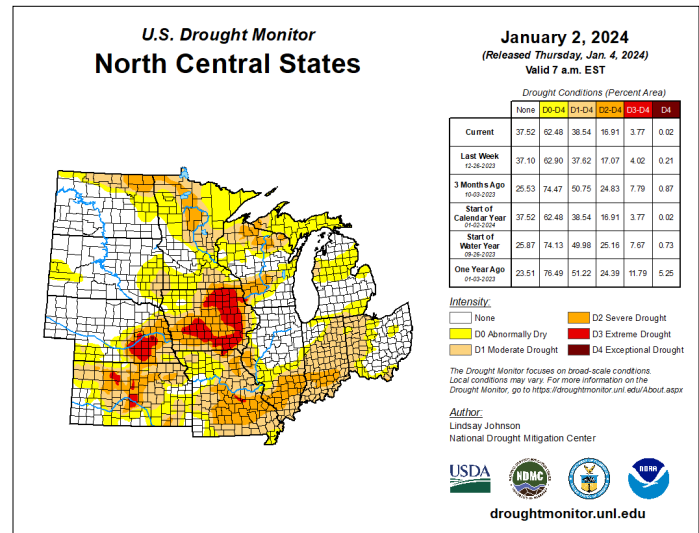 U.S. Drought Monitor
North Central States
January 2, 2024
(Released Thursday, Jan. 4, 2024)
Valid 7 a.m. EST
Drought Conditions (Percent Area)
None D0-D4 D1-D4 D2-D4 D3-D4 D4
Current 37.52 62.48 38.54 16.91 3.77 0.02
Last Week
12-26-2023 37.10 62.90 37.62 17.07 4.02 0.21
3 Months Ago
10-03-2023 25.53 74.47 50.75 24.83 7.79 0.87
Start of
Calendar Year
01-02-2024 37.52 62.48 38.54 16.91 3.77 0.02
Start of
Water Year
09-26-2023 25.87 74.13 49.98 25.16 7.67 0.73
One Year Ago
01-03-2023 23.51 76.49 51.22 24.39 11.79 5.25
Intensity:
None
D0 Abnormally Dry
D1 Moderate Drought
D2 Severe Drought
D3 Extreme Drought
D4 Exceptional Drought
The Drought Monitor focuses on broad-scale conditions.
Local conditions may vary. For more information on the
Drought Monitor, go to https://droughtmonitor.unl.edu/About.aspx
Author:
Lindsay Johnson
National Drought Mitigation Center
USDA
NDMC
NOAA
droughtmonitor.unl.edu